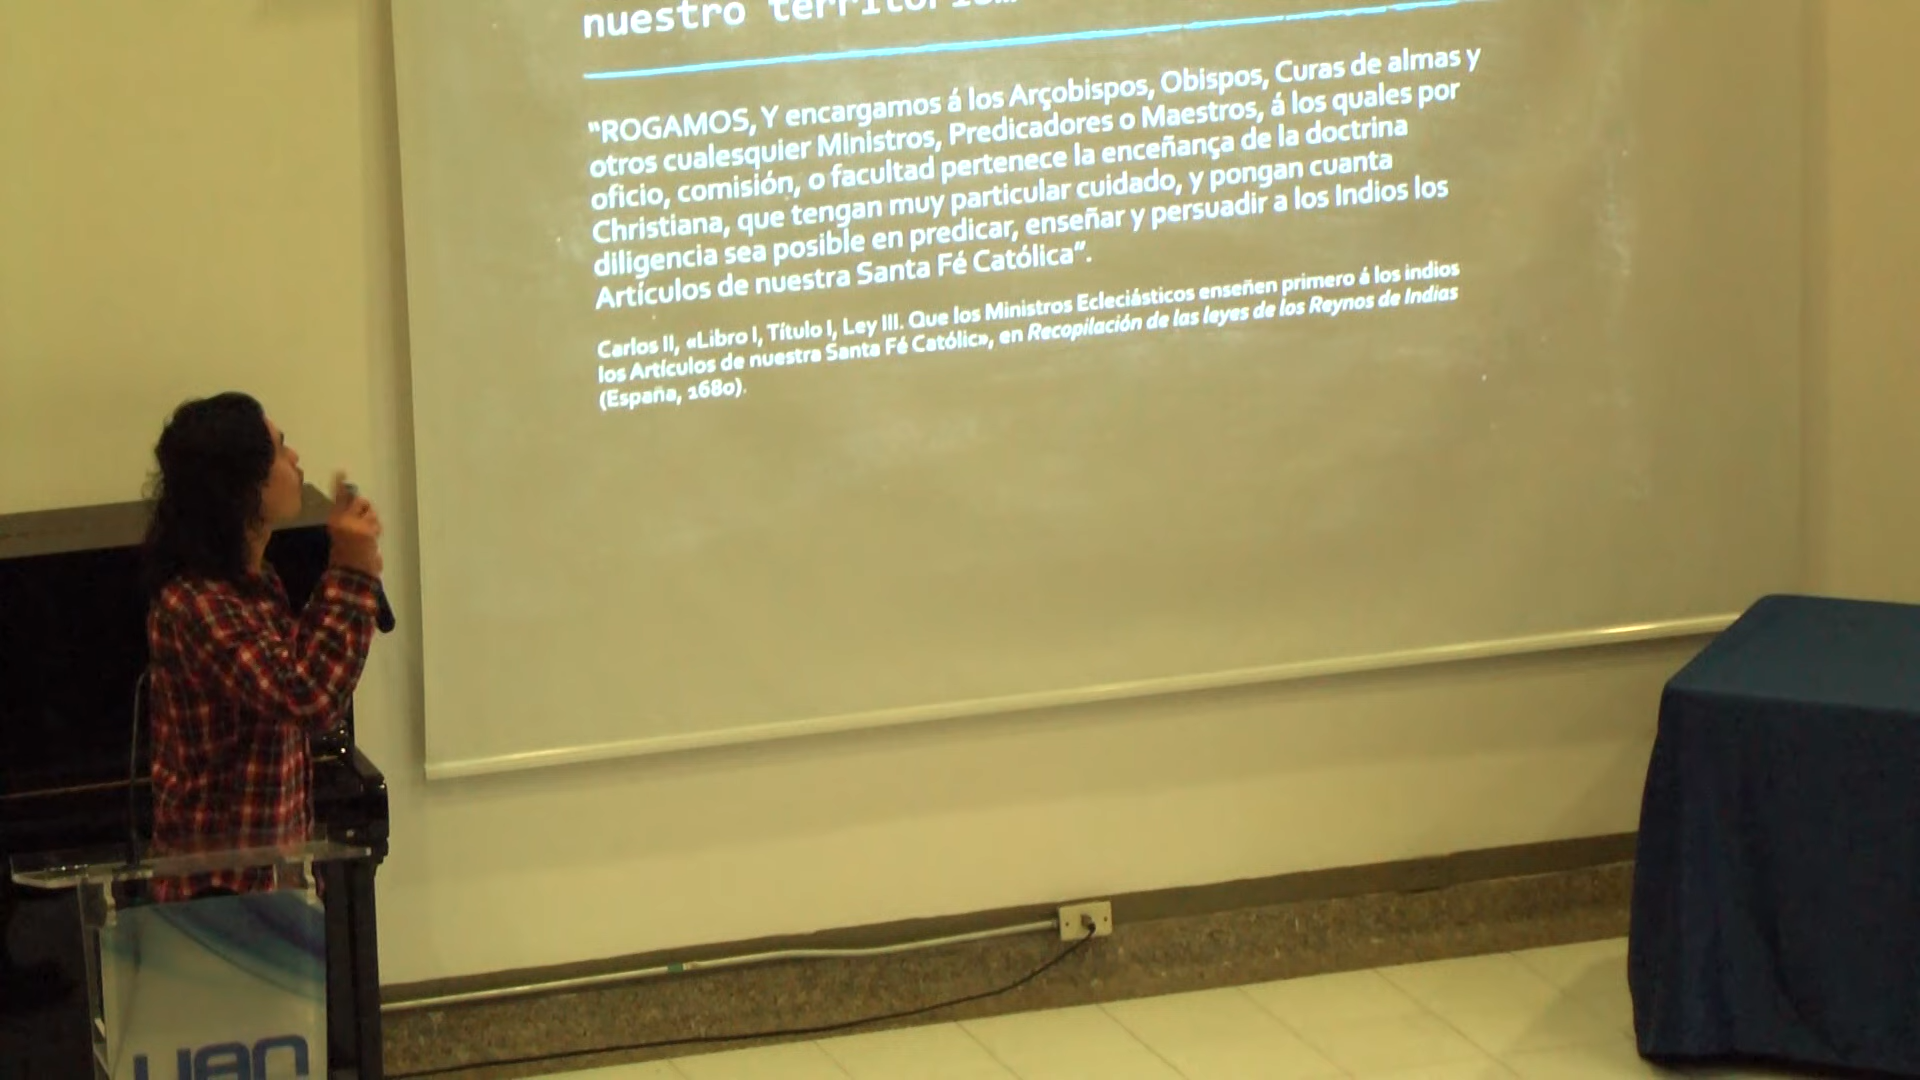 nuestro territorio...
"ROGAMOS, Y encargamos á los Arçobispos, Obispos, Curas de almas y
otros cualesquier Ministros, Predicadores o Maestros, á los quales por
oficio, comisión, o facultad pertenece la enceñança de la doctrina
Christiana, que tengan muy particular cuidado, y pongan cuanta
diligencia sea posible en predicar, enseñar y persuadir a los Indios los
Artículos de nuestra Santa Fé Católica".
Carlos II, «Libro I, Título I, Ley III. Que los Ministros Ecleciásticos enseñen primero á los indios
los Artículos de nuestra Santa Fé Católic», en Recopilación de las leyes de los Reynos de Indias
(España, 1680).
UAN